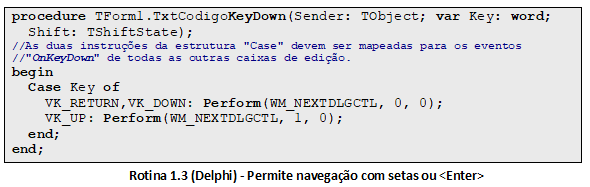 procedure TForm1.TxtCodigoKeyDown(Sender: TObject; var Key: word;
  Shift: TShiftState);
//As duas instruções da estrutura "Case" devem ser mapeadas para os eventos
//"OnKeyDown" de todas as outras caixas de edição.
begin
  Case Key of
    VK_RETURN,VK_DOWN: Perform(WM_NEXTDLGCTL, 0, 0);
    VK_UP: Perform(WM_NEXTDLGCTL, 1, 0);
  end;
end;
Rotina 1.3 (Delphi) - Permite navegação com setas ou <Enter>